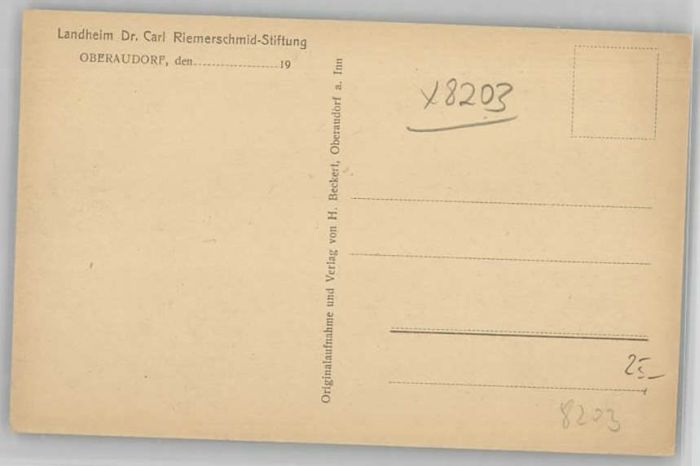 Landheim Dr. Carl Riemerschmid-Stiftung
OBERAUDORF, den....................19
Originalaufnahme und Verlag von H. Beckert, Oberaudorf a. Inn
x8203
25,-
8203